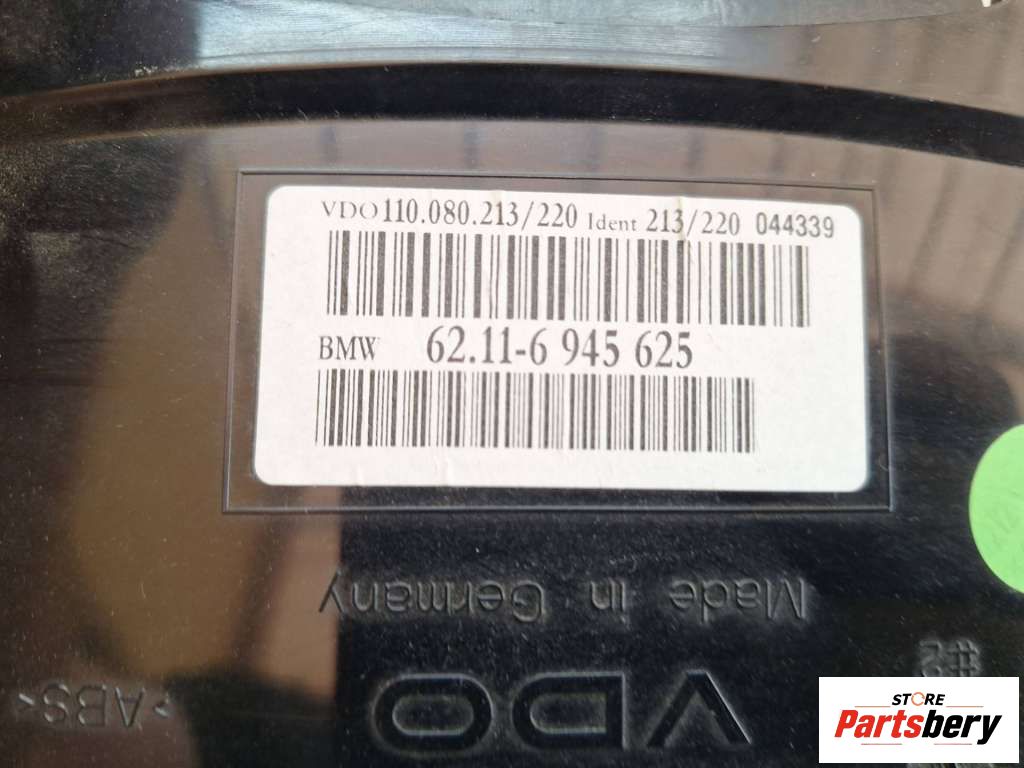 VDO 110.080.213/220 Ident 213/220 044339
BMW 62.11-6 945 625
Made in Germany
#2
VDO
>ABS<
STORE
Partsbery